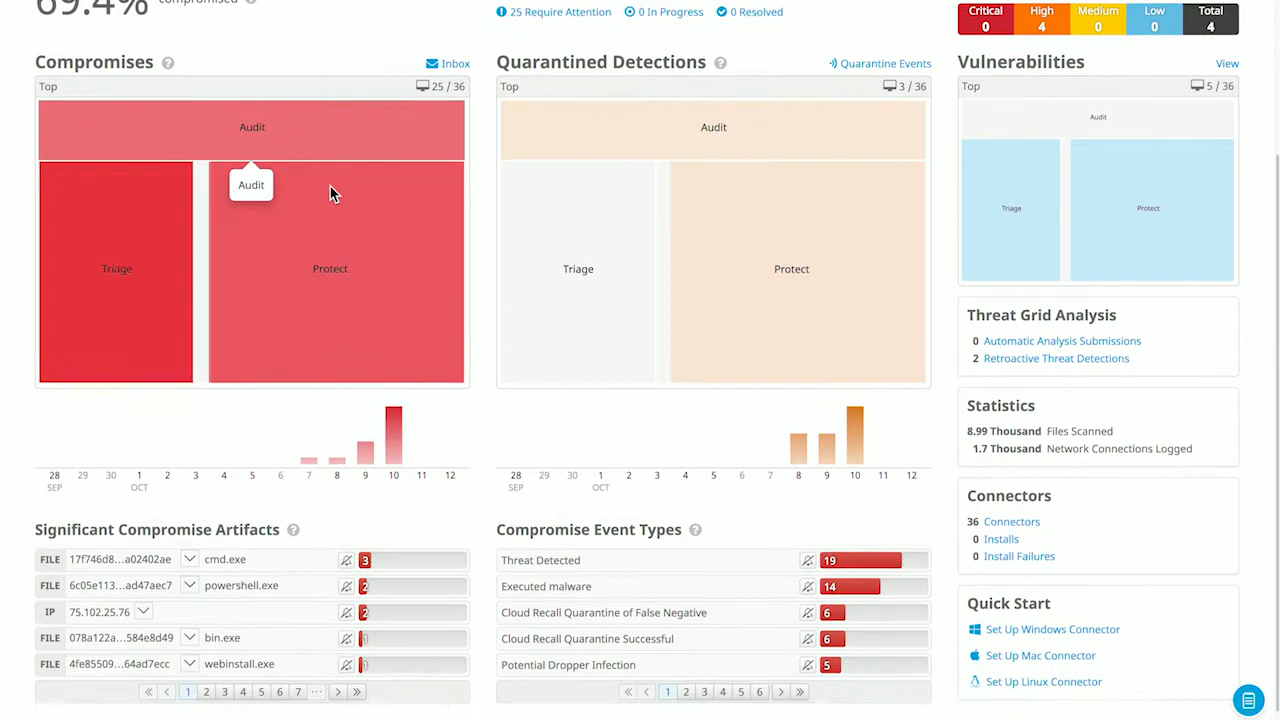 69.4% compromised
25 Require Attention 0 In Progress 0 Resolved
Critical High Medium Low Total
0 4 0 0 4
Compromises ? Inbox
Top 25 / 36
Audit
Audit
Triage
Protect
28 29 30 1 2 3 4 5 6 7 8 9 10 11 12
SEP OCT
Quarantined Detections ? Quarantine Events
Top 3 / 36
Audit
Triage
Protect
28 29 30 1 2 3 4 5 6 7 8 9 10 11 12
SEP OCT
Vulnerabilities View
Top 5 / 36
Audit
Triage
Protect
Threat Grid Analysis
0 Automatic Analysis Submissions
2 Retroactive Threat Detections
Statistics
8.99 Thousand Files Scanned
1.7 Thousand Network Connections Logged
Connectors
36 Connectors
0 Installs
0 Install Failures
Quick Start
Set Up Windows Connector
Set Up Mac Connector
Set Up Linux Connector
Significant Compromise Artifacts ?
FILE 17f746d8...a02402ae cmd.exe 3
FILE 6c05e113...ad47aec7 powershell.exe 2
IP 75.102.25.76 2
FILE 078a122a...584e8d49 bin.exe 1
FILE 4fe85509...64ad7ecc webinstall.exe 1
« ‹ 1 2 3 4 5 6 7 ... › »
Compromise Event Types ?
Threat Detected 19
Executed malware 14
Cloud Recall Quarantine of False Negative 6
Cloud Recall Quarantine Successful 6
Potential Dropper Infection 5
« ‹ 1 2 3 4 5 6 › »